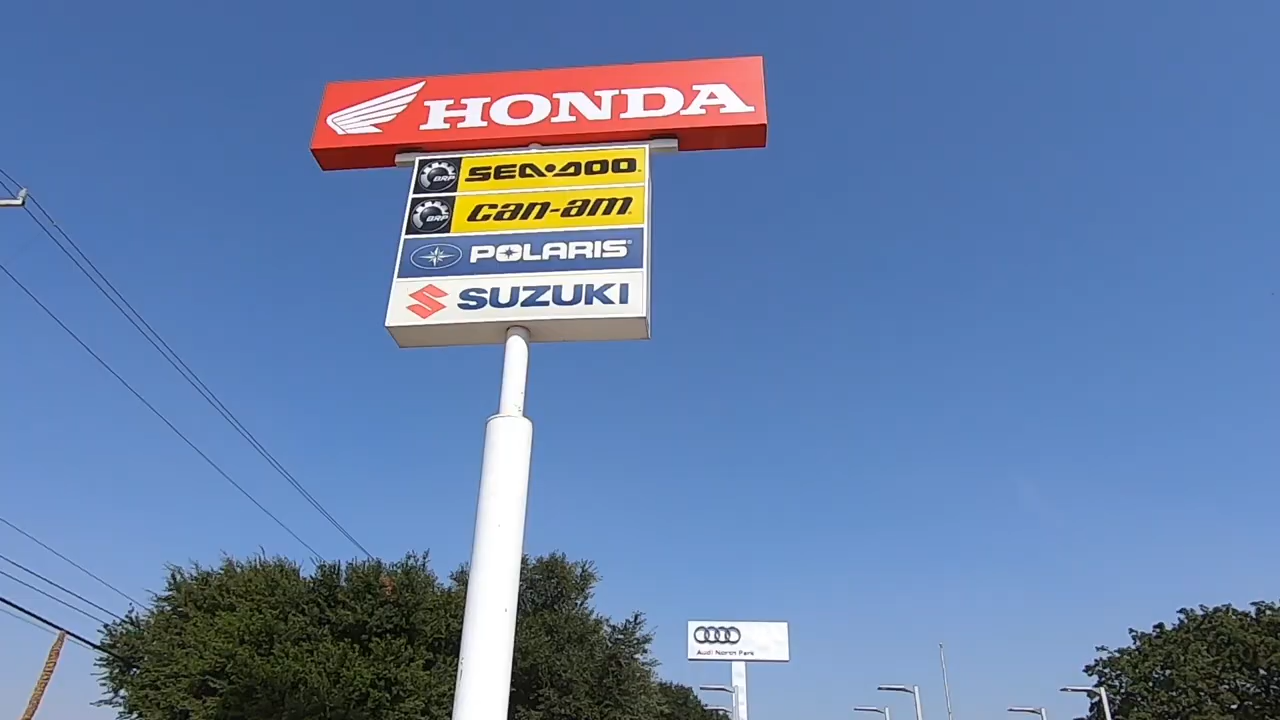 HONDA
BRP SEA-DOO
BRP can-am
POLARIS
SUZUKI
Audi North Park